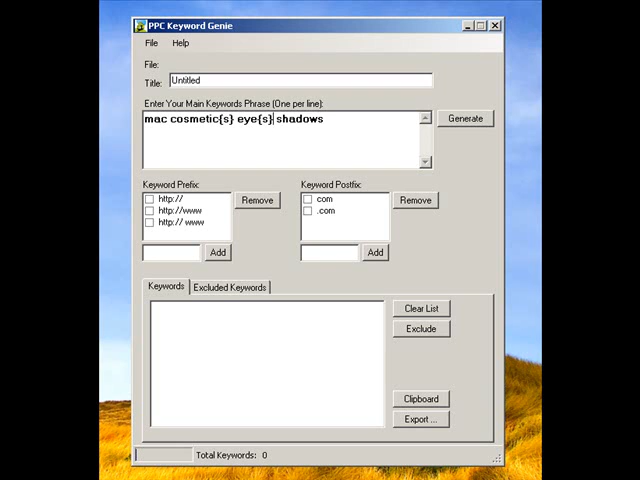 PPC Keyword Genie
File Help
File:
Title: Untitled
Enter Your Main Keywords Phrase (One per line):
mac cosmetic{s} eye{s} shadows
Generate
Keyword Prefix:
http://
http://www
http:// www
Remove
Add
Keyword Postfix:
com
.com
Remove
Add
Keywords Excluded Keywords
Clear List
Exclude
Clipboard
Export ...
Total Keywords: 0